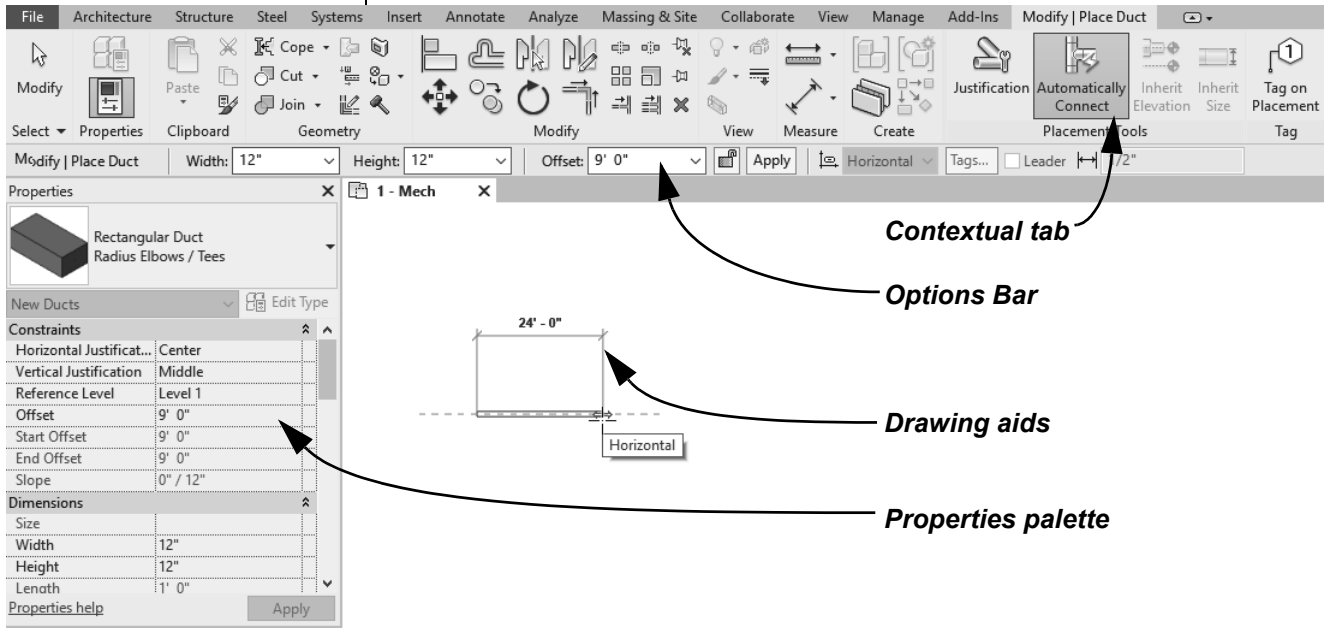 File Architecture Structure Steel Systems Insert Annotate Analyze Massing & Site Collaborate View Manage Add-Ins Modify | Place Duct
Modify
Paste
Cope
Cut
Join
Justification
Automatically Connect
Inherit Elevation
Inherit Size
Tag on Placement
Select Properties Clipboard Geometry Modify View Measure Create Placement Tools Tag
Modify | Place Duct Width: 12" Height: 12" Offset: 9' 0" Apply Horizontal Tags... Leader
Properties
1 - Mech
Rectangular Duct
Radius Elbows / Tees
New Ducts Edit Type
Constraints
Horizontal Justificat... Center
Vertical Justification Middle
Reference Level Level 1
Offset 9' 0"
Start Offset 9' 0"
End Offset 9' 0"
Slope 0" / 12"
Dimensions
Size
Width 12"
Height 12"
Length 1' 0"
Properties help Apply
24' - 0"
Horizontal
Contextual tab
Options Bar
Drawing aids
Properties palette